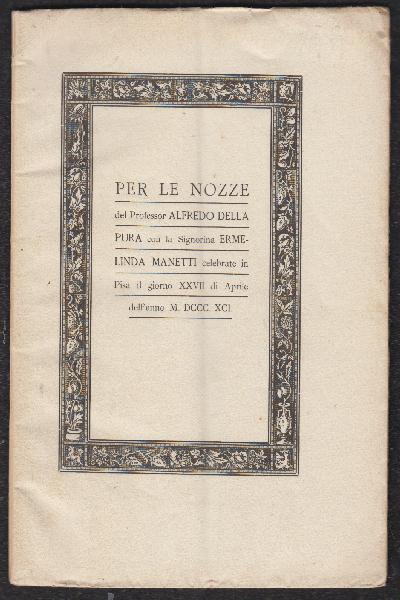 PER LE NOZZE
del Professor ALFREDO DELLA
PURA con la Signorina ERME-
LINDA MANETTI celebrate in
Pisa il giorno XXVII di Aprile
dell'anno M. DCCC. XCI.